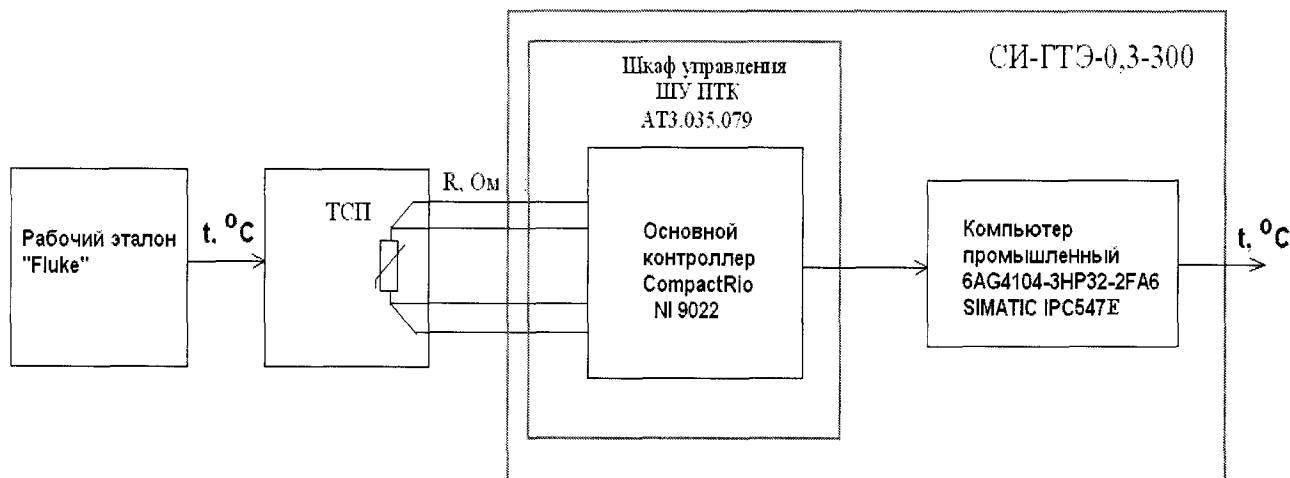 СИ-ГТЭ-0,3-300
Шкаф управления
ШУ ПТК
АТ3.035.079
Рабочий эталон
"Fluke"
t, °C
ТСП
R, Ом
Основной
контроллер
CompactRio
NI 9022
Компьютер
промышленный
6AG4104-3HP32-2FA6
SIMATIC IPC547E
t, °C